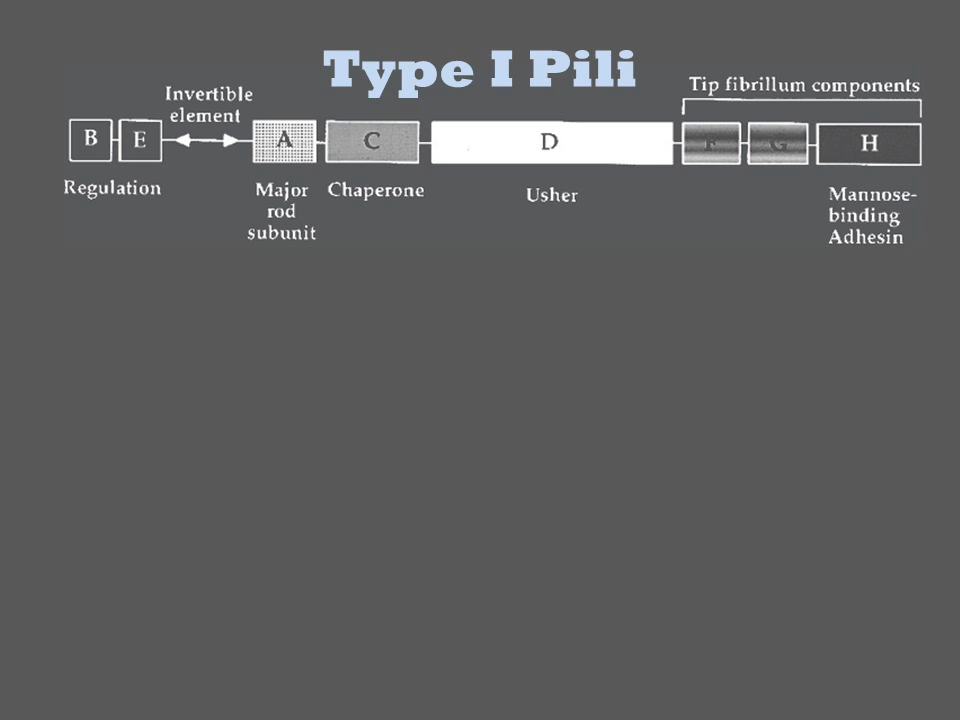 Type I Pili
Tip fibrillum components
Invertible
element
B E A C D F G H
Regulation
Major
rod
subunit
Chaperone
Usher
Mannose-
binding
Adhesin